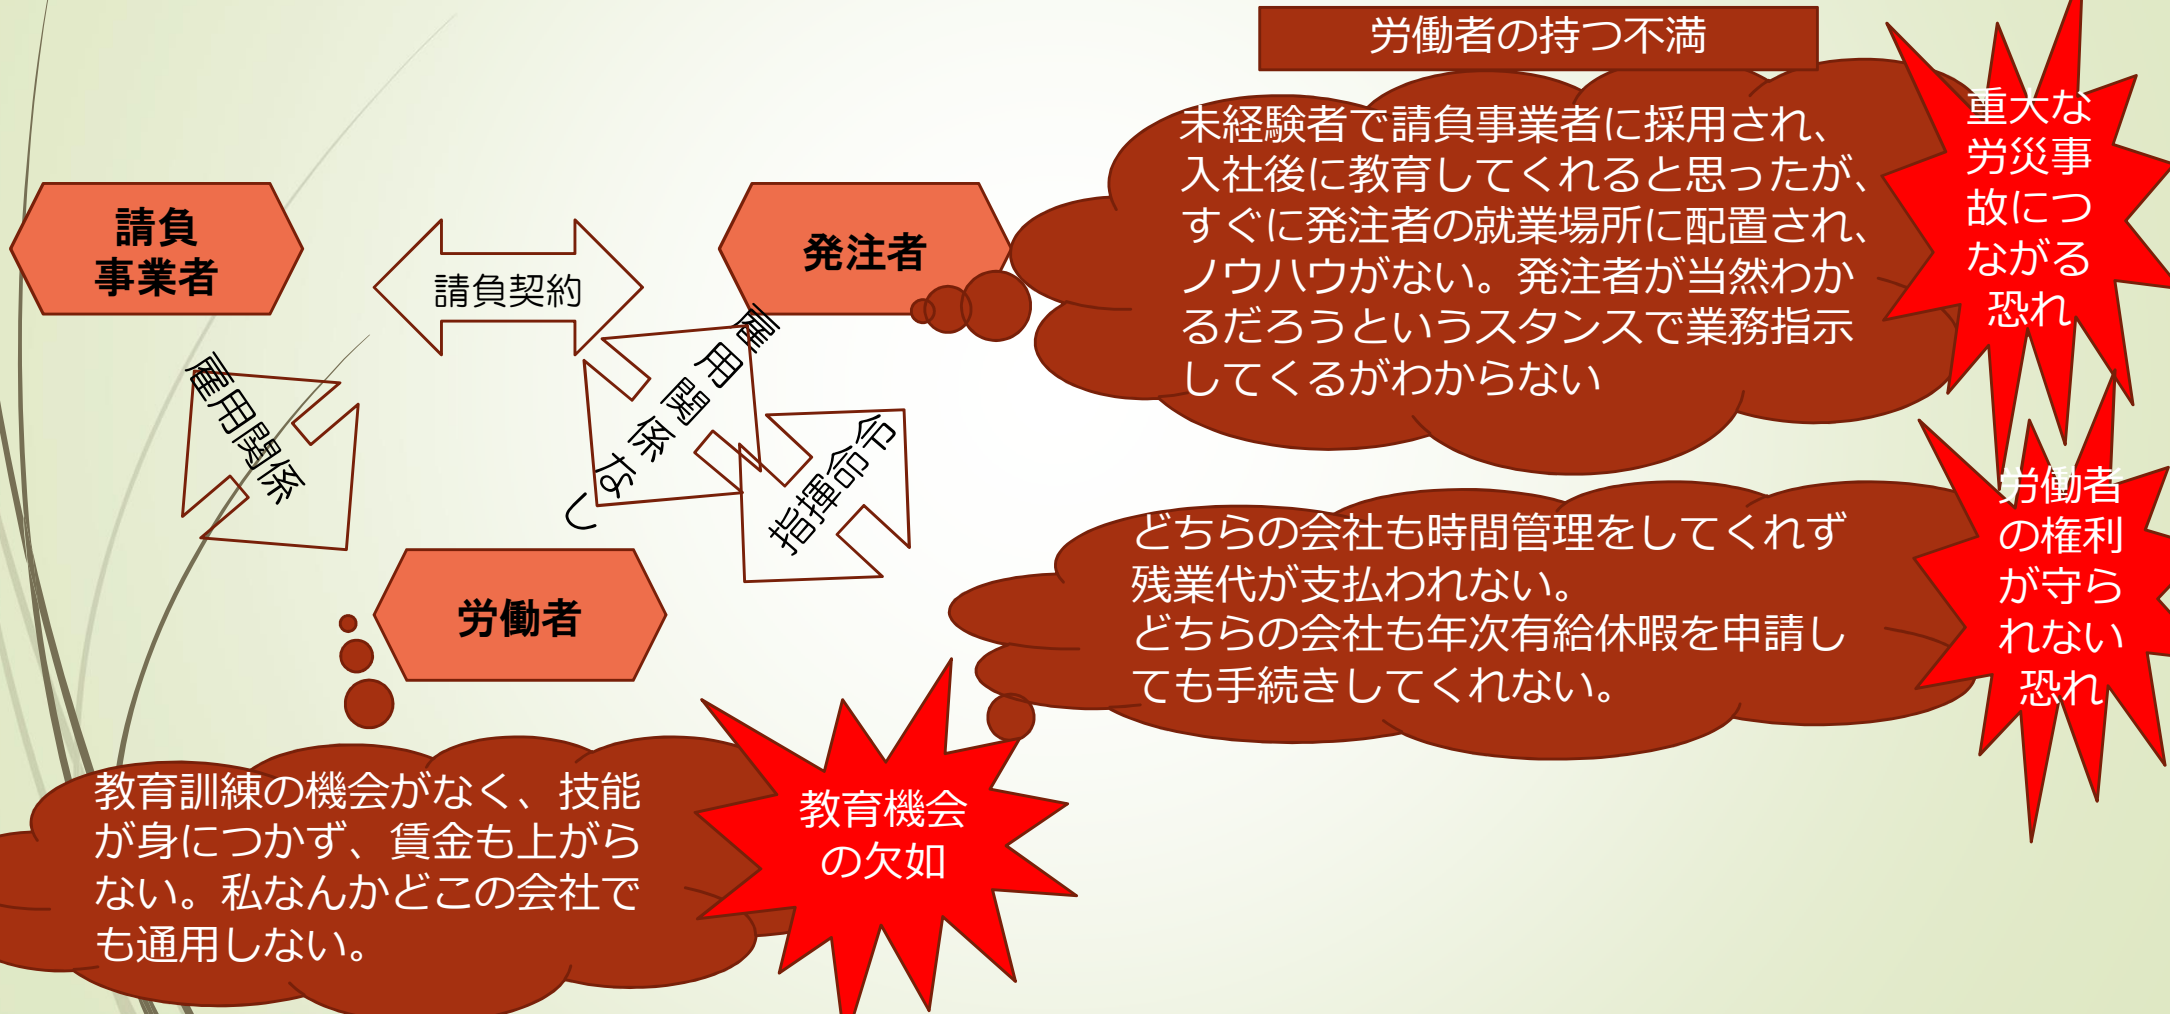 労働者の持つ不満
未経験者で請負事業者に採用され、
入社後に教育してくれると思ったが、
すぐに発注者の就業場所に配置され、
ノウハウがない。発注者が当然わか
るだろうというスタンスで業務指示
してくるがわからない
重大な
労災事
故につ
ながる
恐れ
請負
事業者
請負契約
発注者
雇用関係
雇用関係なし
指揮命令
労働者
どちらの会社も時間管理をしてくれず
残業代が支払われない。
どちらの会社も年次有給休暇を申請し
ても手続きしてくれない。
労働者
の権利
が守ら
れない
恐れ
教育訓練の機会がなく、技能
が身につかず、賃金も上がら
ない。私なんかどこの会社で
も通用しない。
教育機会
の欠如